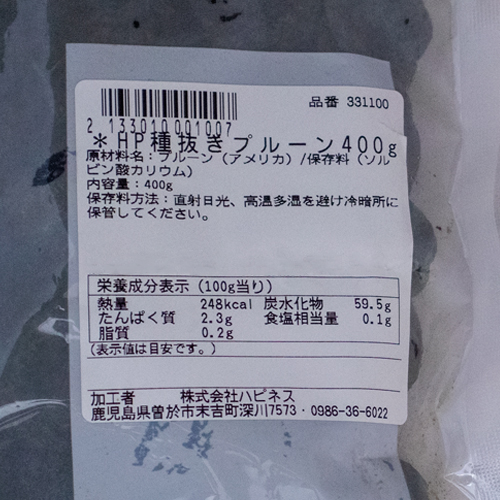 品番 331100
2 133010 001007
＊HP種抜きプルーン400g
原材料名：プルーン（アメリカ）/保存料（ソル
ビン酸カリウム）
内容量：400g
保存料方法：直射日光、高温多湿を避け冷暗所に
保管してください。
栄養成分表示（100g当り）
熱量 248kcal 炭水化物 59.5g
たんぱく質 2.3g 食塩相当量 0.1g
脂質 0.2g
(表示値は目安です。)
加工者 株式会社ハピネス
鹿児島県曽於市末吉町深川7573・0986-36-6022